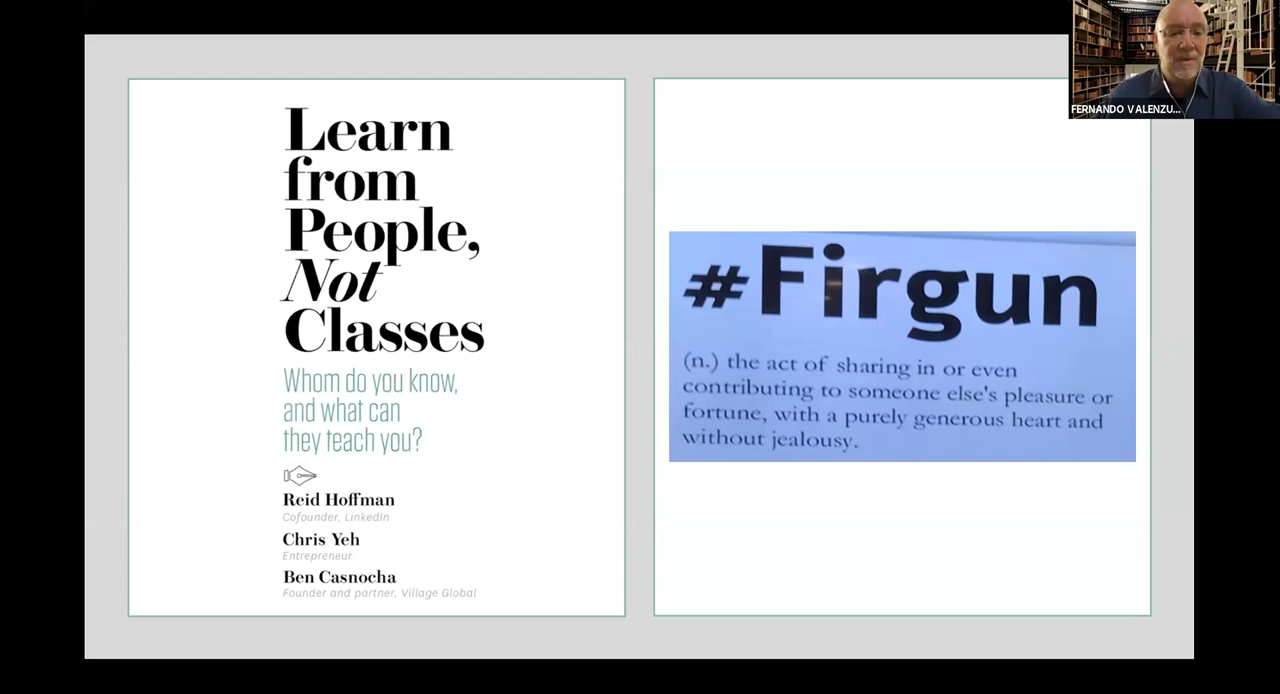 Learn
from
People,
Not
Classes
Whom do you know,
and what can
they teach you?
Reid Hoffman
Cofounder, LinkedIn
Chris Yeh
Entrepreneur
Ben Casnocha
Founder and partner, Village Global
#Firgun
(n.) the act of sharing in or even
contributing to someone else's pleasure or
fortune, with a purely generous heart and
without jealousy.
FERNANDO VALENZU...